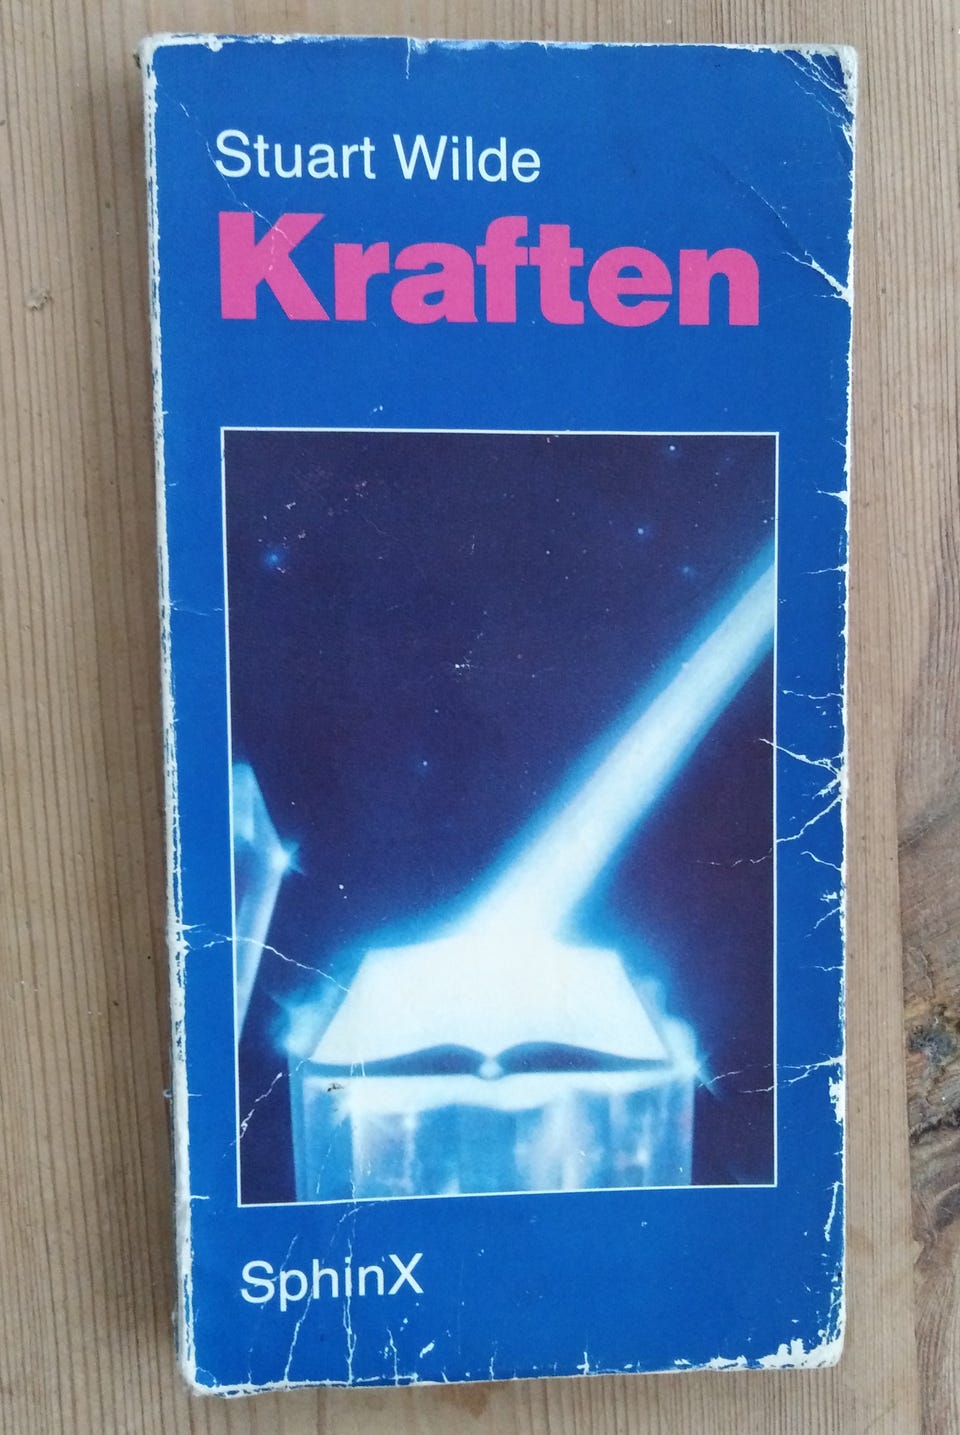 Stuart Wilde
Kraften
SphinX